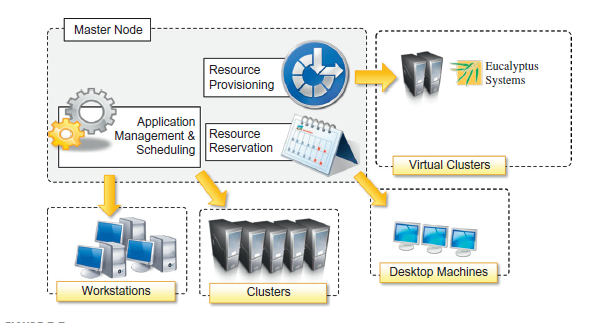 Master Node
Resource
Provisioning
Eucalyptus
Systems
Application
Management &
Scheduling
Resource
Reservation
Virtual Clusters
Workstations
Clusters
Desktop Machines